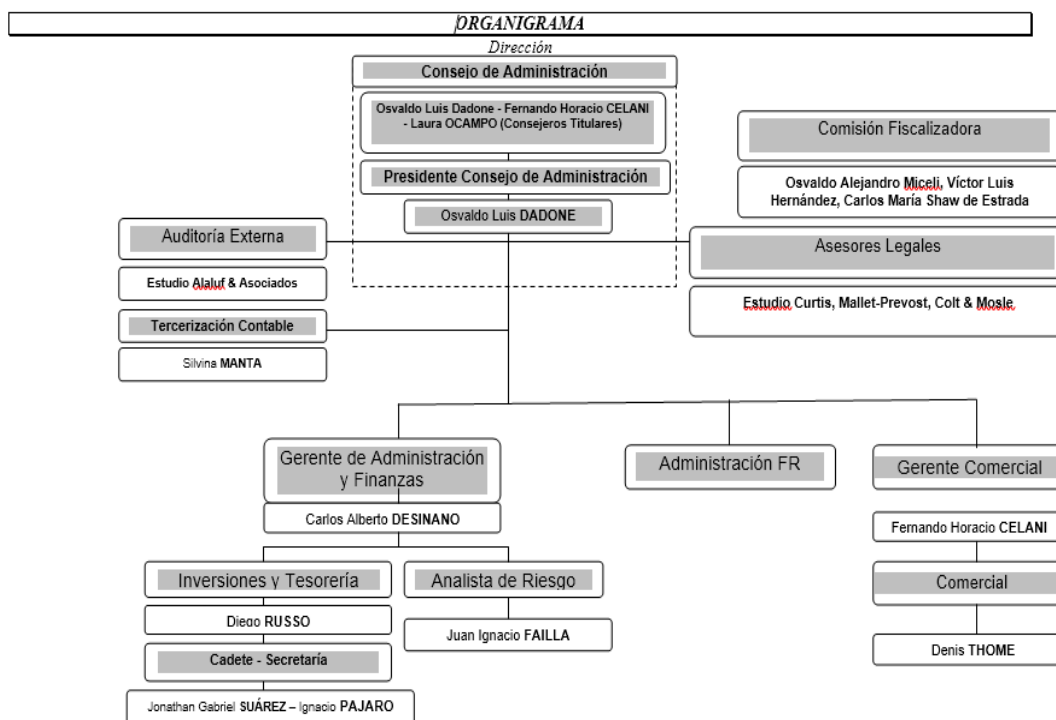 ORGANIGRAMA
Dirección
Consejo de Administración
Osvaldo Luis Dadone - Fernando Horacio CELANI
- Laura OCAMPO (Consejeros Titulares)
Presidente Consejo de Administración
Osvaldo Luis DADONE
Comisión Fiscalizadora
Osvaldo Alejandro Miceli, Víctor Luis
Hernández, Carlos María Shaw de Estrada
Auditoría Externa
Estudio Alaluf & Asociados
Asesores Legales
Estudio Curtis, Mallet-Prevost, Colt & Mosle
Tercerización Contable
Silvina MANTA
Gerente de Administración
y Finanzas
Carlos Alberto DESINANO
Administración FR
Gerente Comercial
Fernando Horacio CELANI
Inversiones y Tesorería
Diego RUSSO
Analista de Riesgo
Juan Ignacio FAILLA
Comercial
Denis THOME
Cadete - Secretaría
Jonathan Gabriel SUÁREZ – Ignacio PAJARO